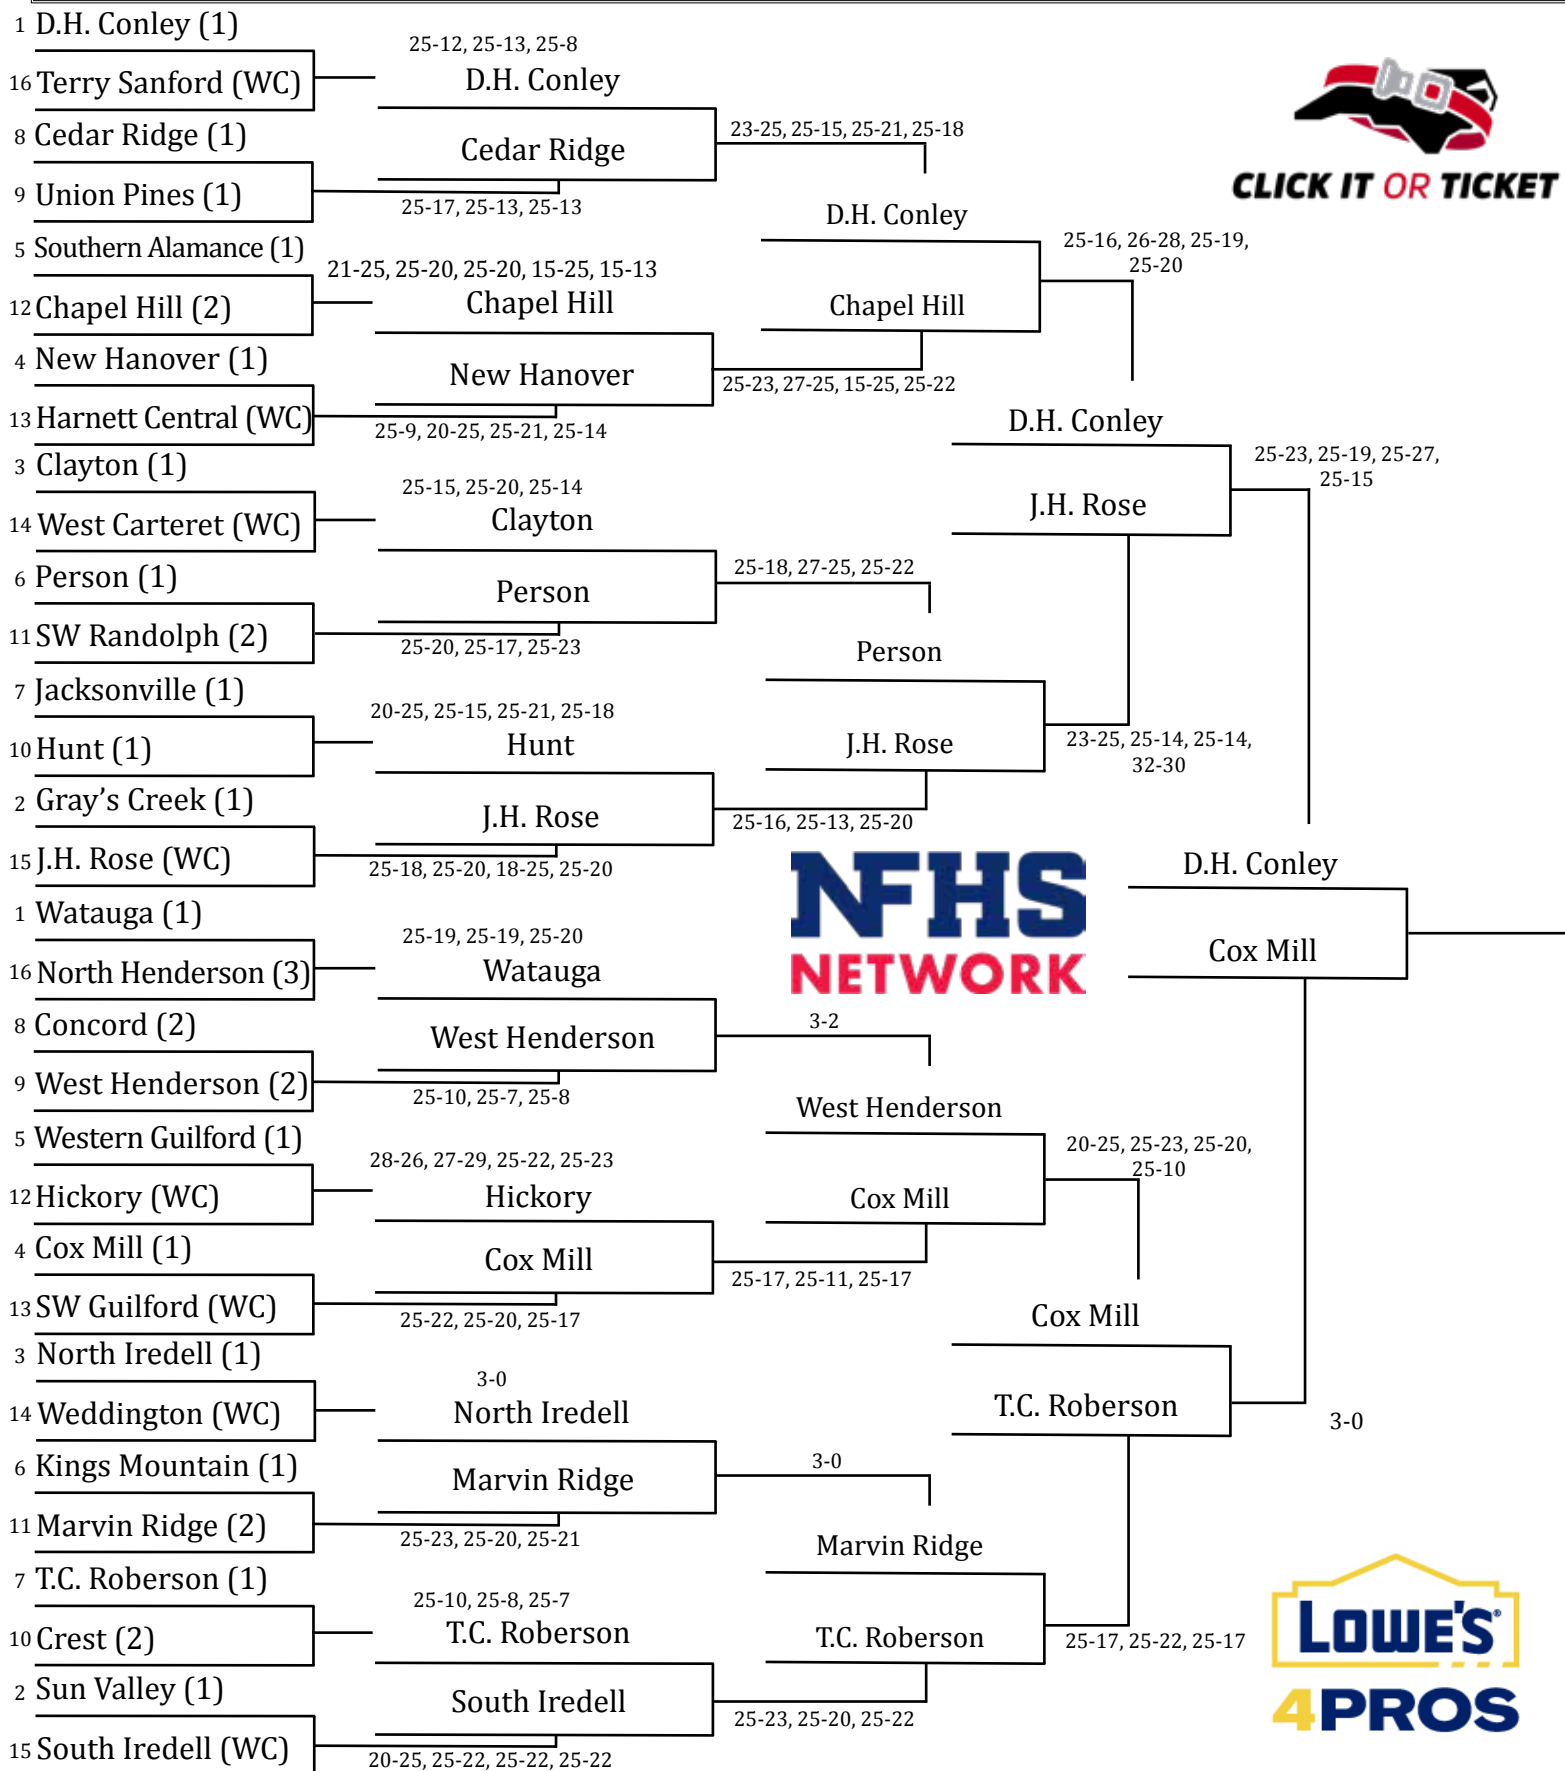 1 D.H. Conley (1)
16 Terry Sanford (WC)
8 Cedar Ridge (1)
9 Union Pines (1)
5 Southern Alamance (1)
12 Chapel Hill (2)
4 New Hanover (1)
13 Harnett Central (WC)
3 Clayton (1)
14 West Carteret (WC)
6 Person (1)
11 SW Randolph (2)
7 Jacksonville (1)
10 Hunt (1)
2 Gray’s Creek (1)
15 J.H. Rose (WC)
1 Watauga (1)
16 North Henderson (3)
8 Concord (2)
9 West Henderson (2)
5 Western Guilford (1)
12 Hickory (WC)
4 Cox Mill (1)
13 SW Guilford (WC)
3 North Iredell (1)
14 Weddington (WC)
6 Kings Mountain (1)
11 Marvin Ridge (2)
7 T.C. Roberson (1)
10 Crest (2)
2 Sun Valley (1)
15 South Iredell (WC)
25-12, 25-13, 25-8
D.H. Conley
Cedar Ridge
25-17, 25-13, 25-13
21-25, 25-20, 25-20, 15-25, 15-13
Chapel Hill
New Hanover
25-9, 20-25, 25-21, 25-14
25-15, 25-20, 25-14
Clayton
Person
25-20, 25-17, 25-23
20-25, 25-15, 25-21, 25-18
Hunt
J.H. Rose
25-18, 25-20, 18-25, 25-20
25-19, 25-19, 25-20
Watauga
West Henderson
25-10, 25-7, 25-8
28-26, 27-29, 25-22, 25-23
Hickory
Cox Mill
25-22, 25-20, 25-17
3-0
North Iredell
Marvin Ridge
25-23, 25-20, 25-21
25-10, 25-8, 25-7
T.C. Roberson
South Iredell
20-25, 25-22, 25-22, 25-22
23-25, 25-15, 25-21, 25-18
D.H. Conley
Chapel Hill
25-23, 27-25, 15-25, 25-22
25-18, 27-25, 25-22
Person
J.H. Rose
25-16, 25-13, 25-20
3-2
West Henderson
Cox Mill
25-17, 25-11, 25-17
3-0
Marvin Ridge
T.C. Roberson
25-23, 25-20, 25-22
25-16, 26-28, 25-19,
25-20
D.H. Conley
J.H. Rose
23-25, 25-14, 25-14,
32-30
20-25, 25-23, 25-20,
25-10
Cox Mill
T.C. Roberson
25-17, 25-22, 25-17
25-23, 25-19, 25-27,
25-15
D.H. Conley
Cox Mill
3-0
CLICK IT OR TICKET
NFHS
NETWORK
LOWE'S®
4PROS